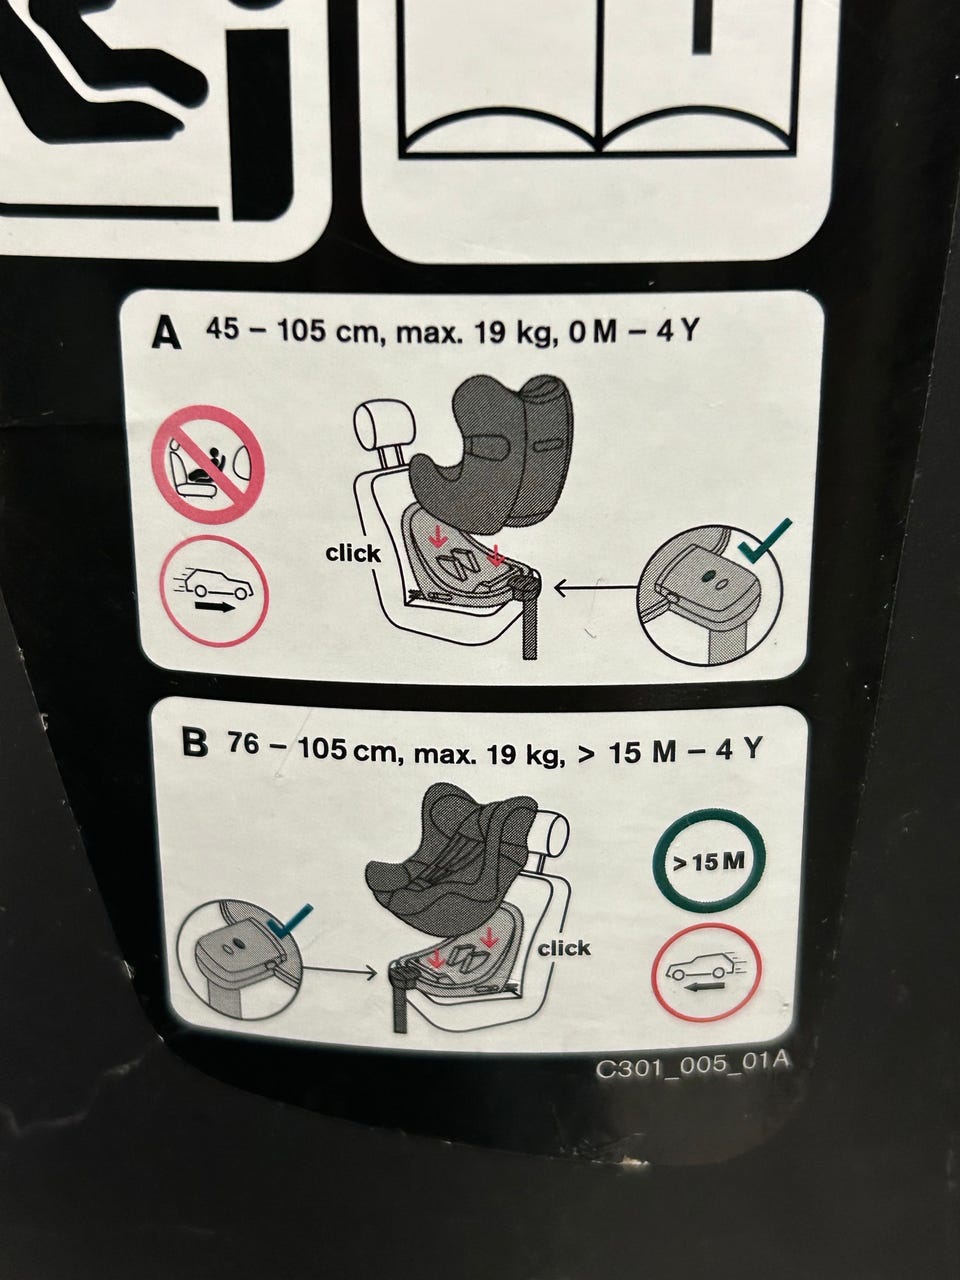 A 45 – 105 cm, max. 19 kg, 0 M – 4 Y
click
B 76 – 105 cm, max. 19 kg, > 15 M – 4 Y
> 15 M
click
C301_005_01A